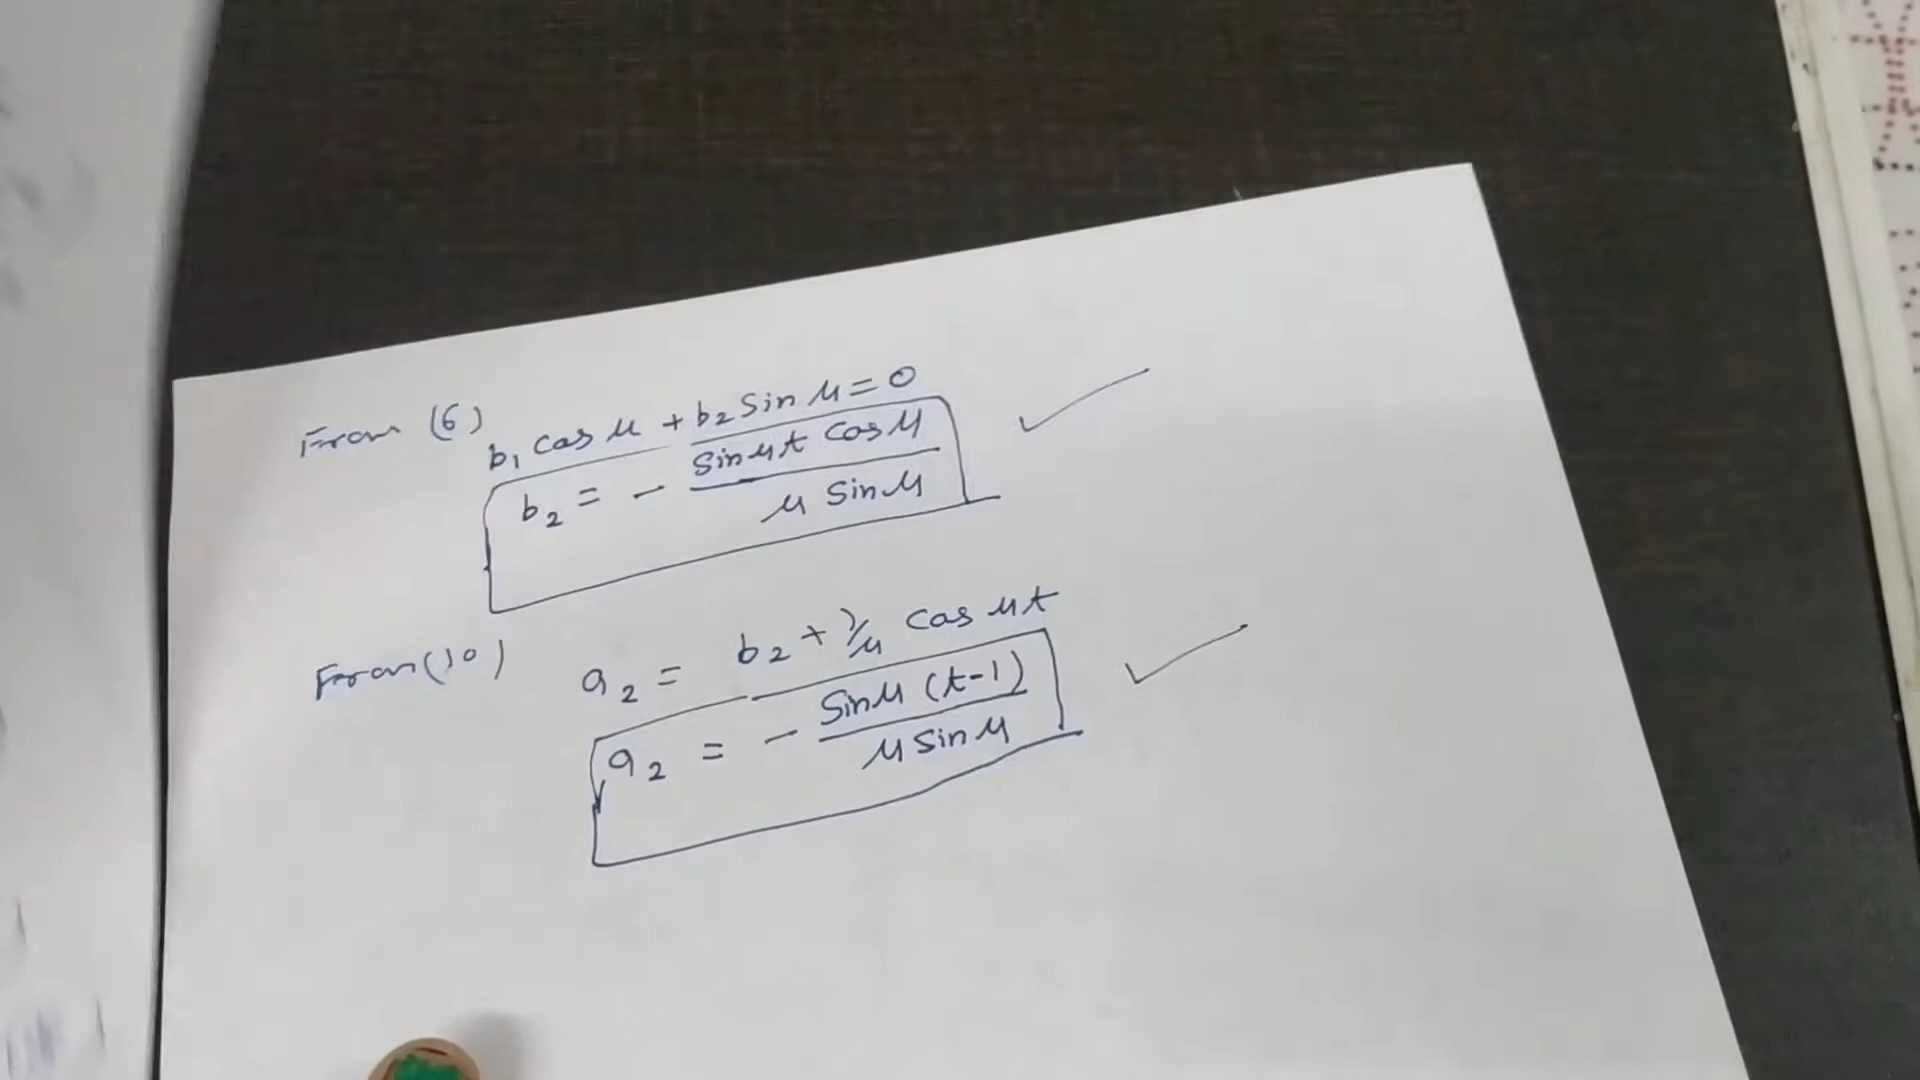 From (6)
b₁ cos μ + b₂ Sin μ = 0
b₂ = - Sin μt cos μ / μ Sin μ
From (10)
a₂ = b₂ + 1/μ cos μt
a₂ = - Sin μ (t-1) / μ Sin μ